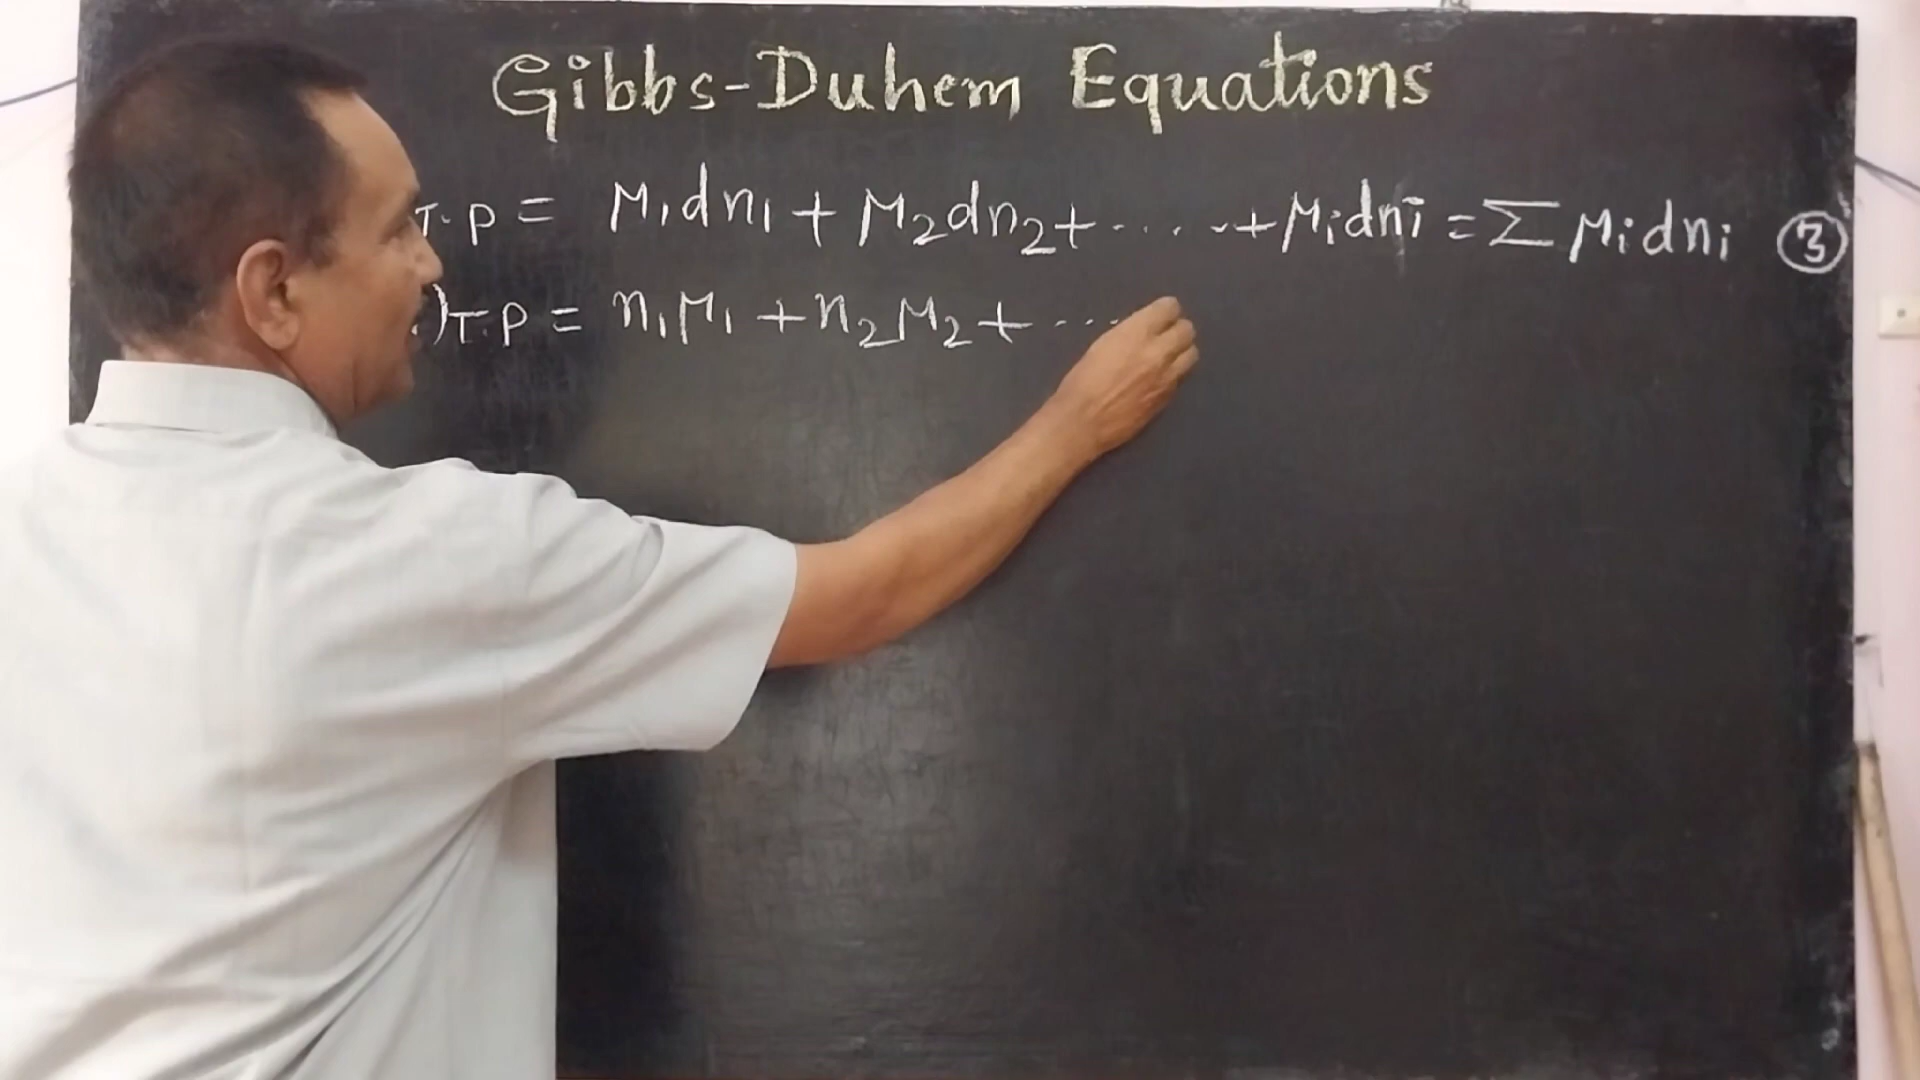 Gibbs-Duhem Equations
T.P = μ₁dn₁ + μ₂dn₂ + ..... + μᵢdnᵢ = Σ μᵢdnᵢ ③
)T.P = n₁μ₁ + n₂μ₂ + ....